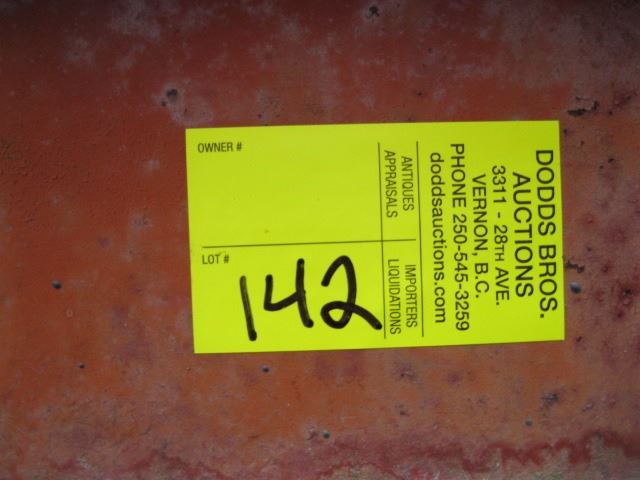 DODDS BROS.
AUCTIONS
3311 - 28TH AVE.
VERNON, B.C.
PHONE 250-545-3259
doddsauctions.com
ANTIQUES
APPRAISALS
IMPORTERS
LIQUIDATIONS
OWNER #
LOT #
142